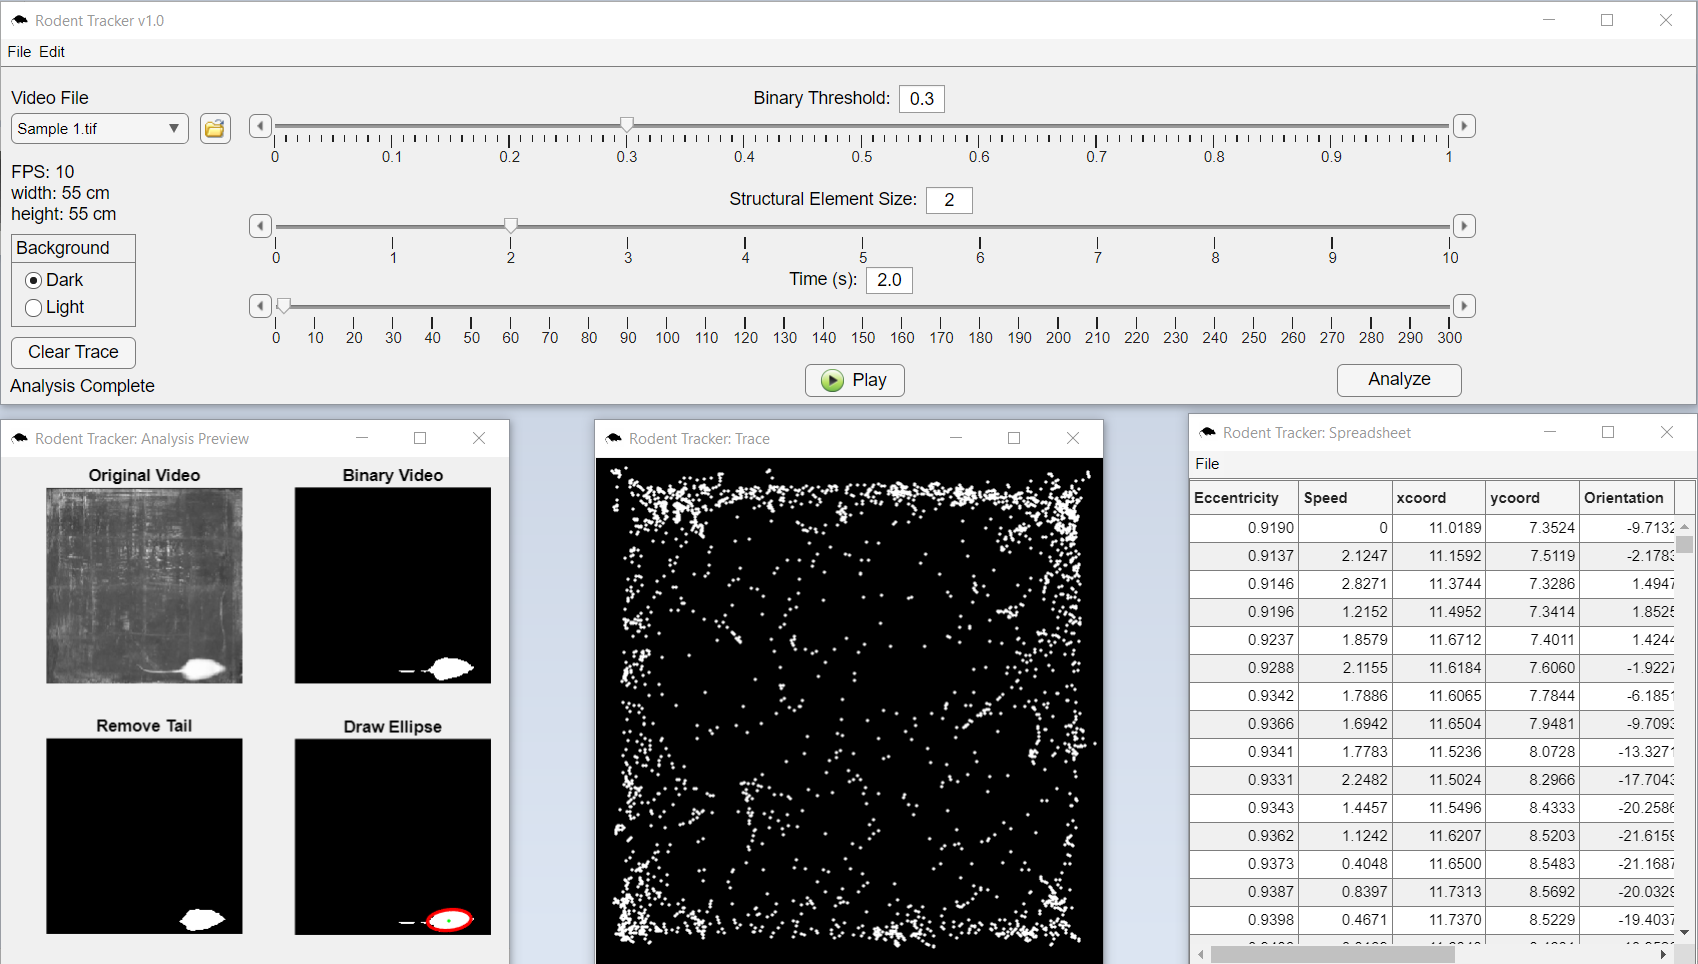 Rodent Tracker v1.0
File Edit
Video File
Sample 1.tif
FPS: 10
width: 55 cm
height: 55 cm
Background
Dark
Light
Clear Trace
Analysis Complete
Binary Threshold: 0.3
0 0.1 0.2 0.3 0.4 0.5 0.6 0.7 0.8 0.9 1
Structural Element Size: 2
0 1 2 3 4 5 6 7 8 9 10
Time (s): 2.0
0 10 20 30 40 50 60 70 80 90 100 110 120 130 140 150 160 170 180 190 200 210 220 230 240 250 260 270 280 290 300
Play
Analyze
Rodent Tracker: Analysis Preview
Original Video
Binary Video
Remove Tail
Draw Ellipse
Rodent Tracker: Trace
Rodent Tracker: Spreadsheet
File
Eccentricity Speed xcoord ycoord Orientation
0.9190 0 11.0189 7.3524 -9.7132
0.9137 2.1247 11.1592 7.5119 -2.1783
0.9146 2.8271 11.3744 7.3286 1.4947
0.9196 1.2152 11.4952 7.3414 1.8525
0.9237 1.8579 11.6712 7.4011 1.4244
0.9288 2.1155 11.6184 7.6060 -1.9227
0.9342 1.7886 11.6065 7.7844 -6.1851
0.9366 1.6942 11.6504 7.9481 -9.7093
0.9341 1.7783 11.5236 8.0728 -13.3271
0.9331 2.2482 11.5024 8.2966 -17.7043
0.9343 1.4457 11.5496 8.4333 -20.2586
0.9362 1.1242 11.6207 8.5203 -21.6159
0.9373 0.4048 11.6500 8.5483 -21.1687
0.9387 0.8397 11.7313 8.5692 -20.0329
0.9398 0.4671 11.7370 8.5229 -19.4037